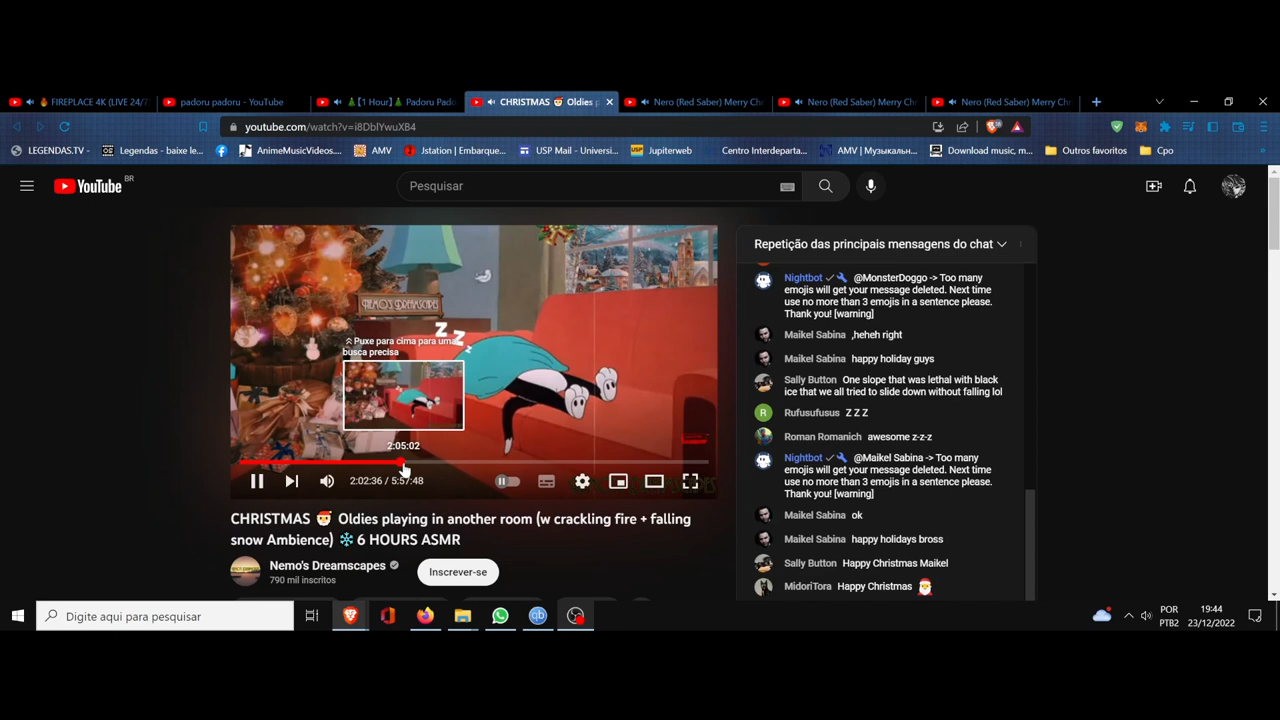 🔥 FIREPLACE 4K (LIVE 24/7
padoru padoru - YouTube
🎄【1 Hour】🎄 Padoru Pado
CHRISTMAS 🎅 Oldies p
Nero (Red Saber) Merry Chr
Nero (Red Saber) Merry Chr
Nero (Red Saber) Merry Chr
youtube.com/watch?v=i8DbIYwuXB4
LEGENDAS.TV -
Legendas - baixe le...
AnimeMusicVideos....
AMV
Jstation | Embarque...
USP Mail - Universi...
Jupiterweb
Centro Interdeparta...
AMV | Музыкальн...
Download music, m...
Outros favoritos
Cpo
YouTube BR
Pesquisar
NEMO'S DREAMSCAPES
Z Z z
Puxe para cima para uma
busca precisa
2:05:02
2:02:36 / 5:57:48
CHRISTMAS 🎅 Oldies playing in another room (w crackling fire + falling
snow Ambience) ❄️ 6 HOURS ASMR
Nemo's Dreamscapes
790 mil inscritos
Inscrever-se
Repetição das principais mensagens do chat
Nightbot @MonsterDoggo -> Too many
emojis will get your message deleted. Next time
use no more than 3 emojis in a sentence please.
Thank you! [warning]
Maikel Sabina ,heheh right
Maikel Sabina happy holiday guys
Sally Button One slope that was lethal with black
ice that we all tried to slide down without falling lol
Rufusufusus Z Z Z
Roman Romanich awesome z-z-z
Nightbot @Maikel Sabina -> Too many
emojis will get your message deleted. Next time
use no more than 3 emojis in a sentence please.
Thank you! [warning]
Maikel Sabina ok
Maikel Sabina happy holidays bross
Sally Button Happy Christmas Maikel
MidoriTora Happy Christmas 🎅
Digite aqui para pesquisar
POR
PTB2
19:44
23/12/2022